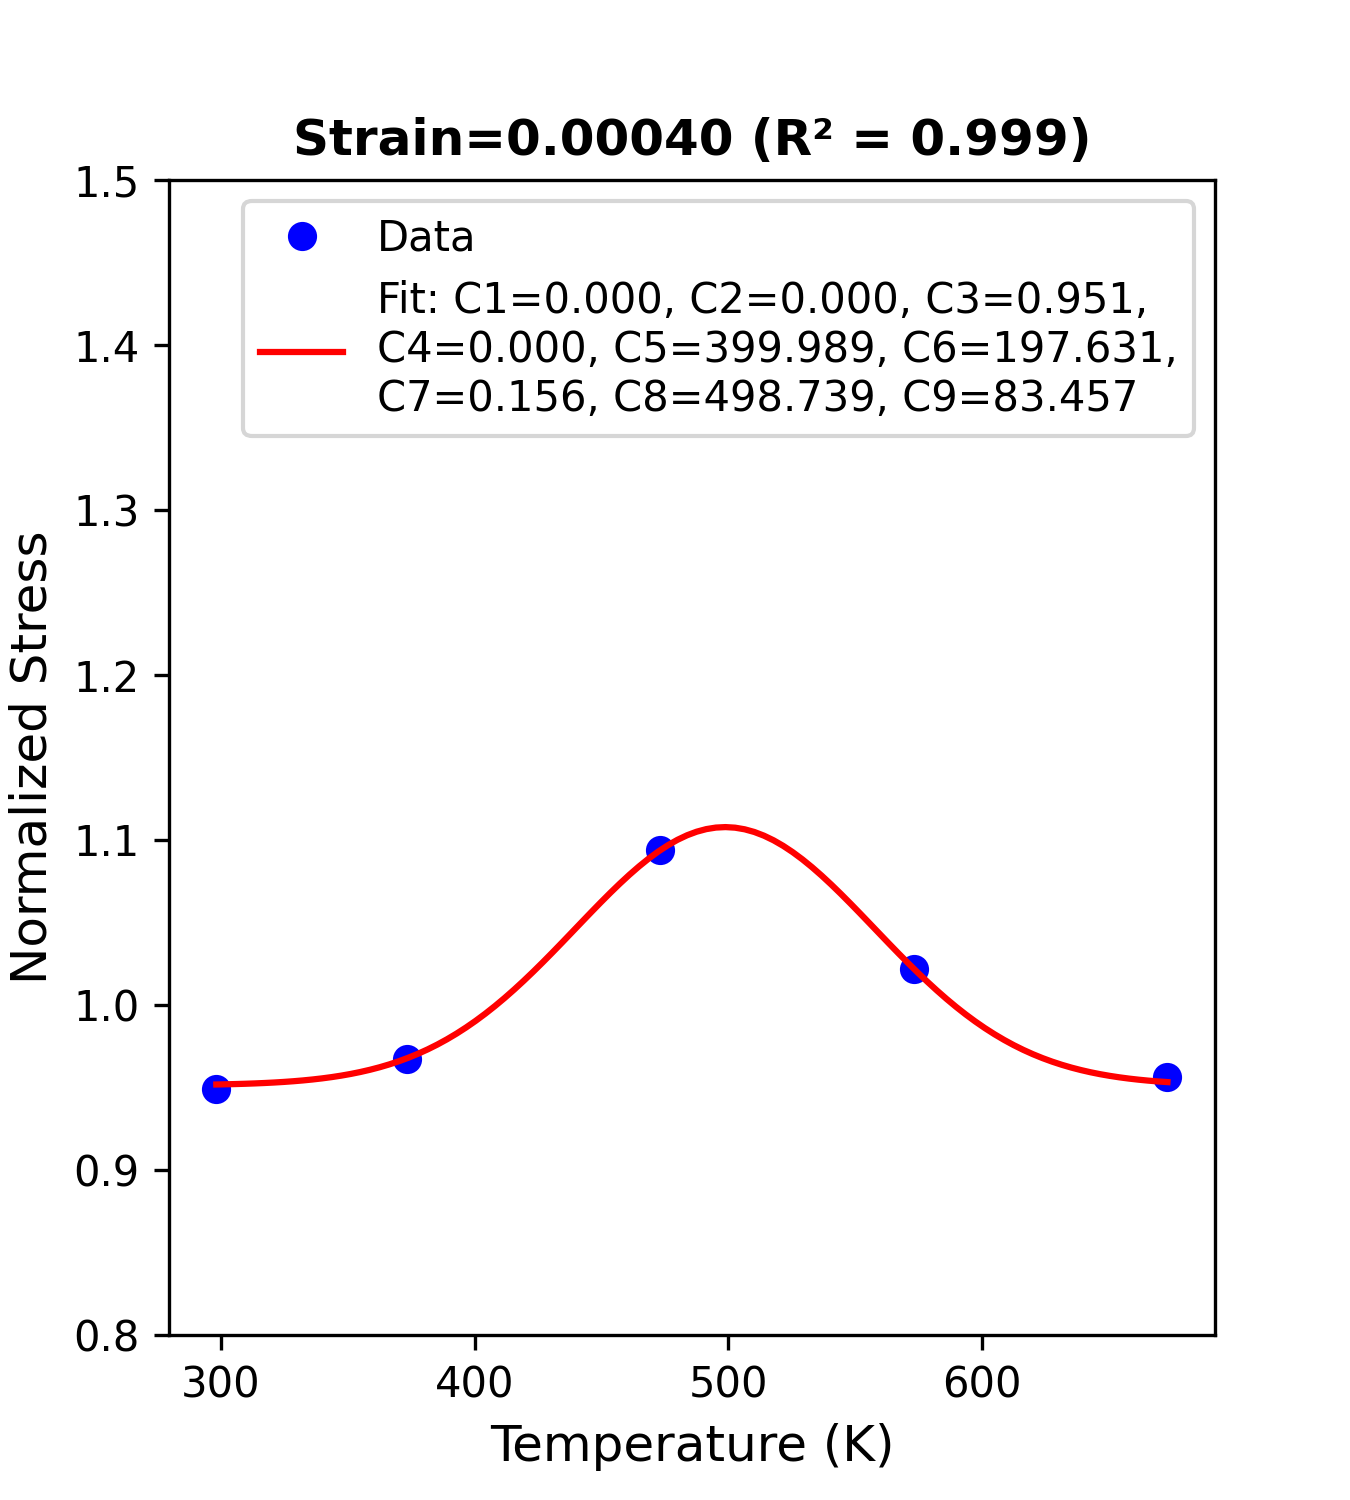 Strain=0.00040 (R² = 0.999)
1.5
1.4
1.3
1.2
1.1
1.0
0.9
0.8
Normalized Stress
Data
Fit: C1=0.000, C2=0.000, C3=0.951,
C4=0.000, C5=399.989, C6=197.631,
C7=0.156, C8=498.739, C9=83.457
300 400 500 600
Temperature (K)